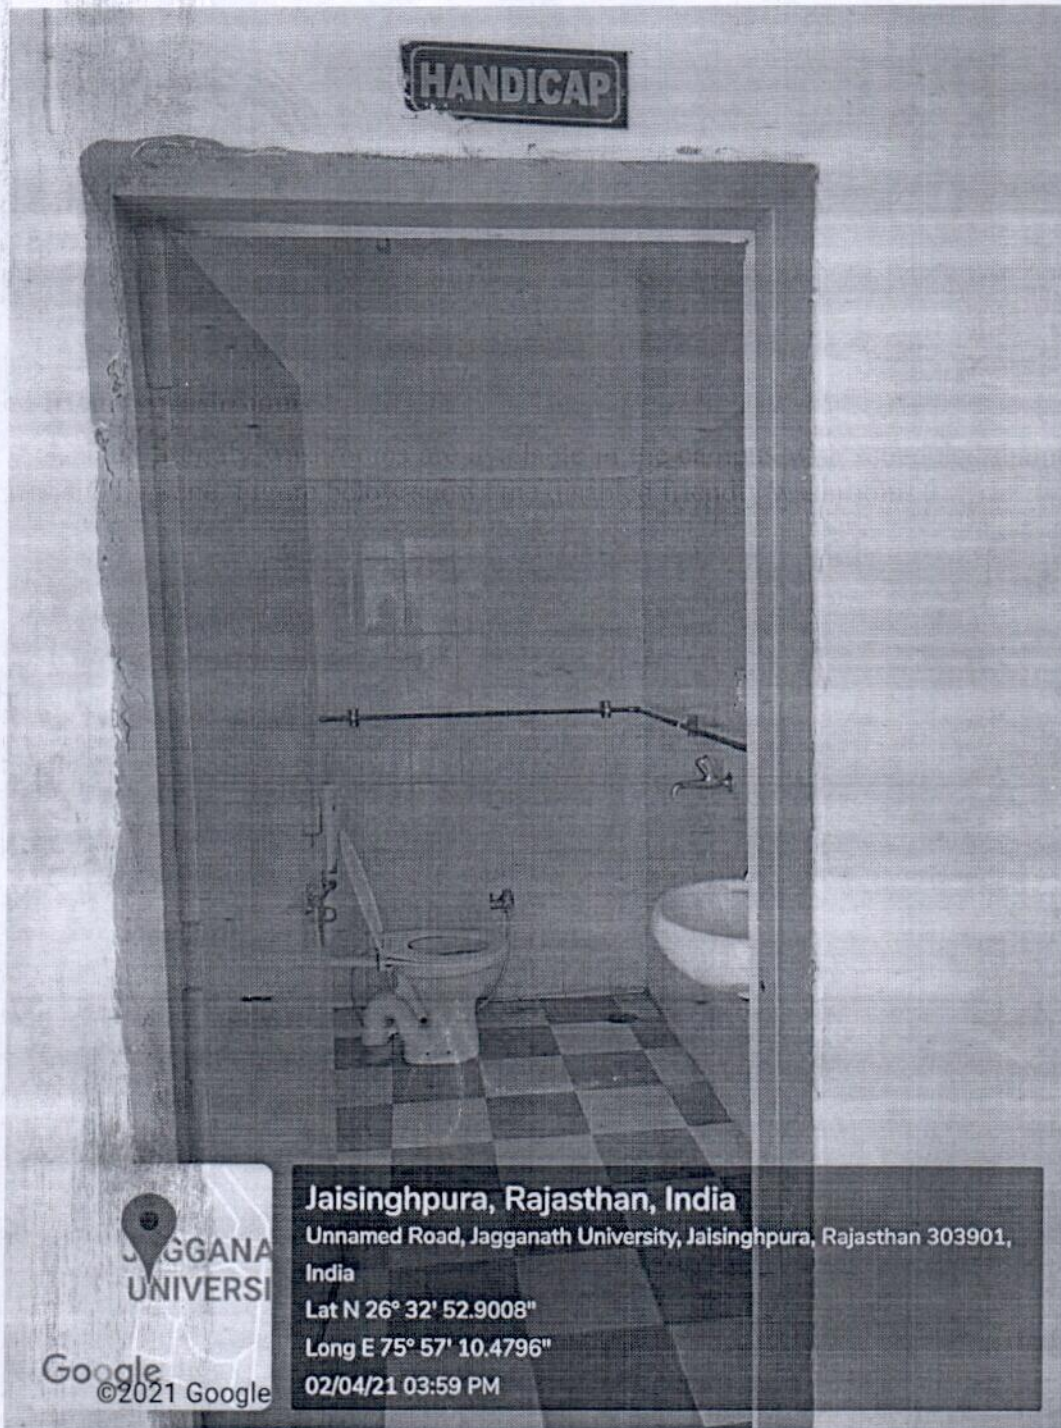 HANDICAP
JAGGANA
UNIVERSI
Google
©2021 Google
Jaisinghpura, Rajasthan, India
Unnamed Road, Jagganath University, Jaisinghpura, Rajasthan 303901,
India
Lat N 26° 32' 52.9008"
Long E 75° 57' 10.4796"
02/04/21 03:59 PM